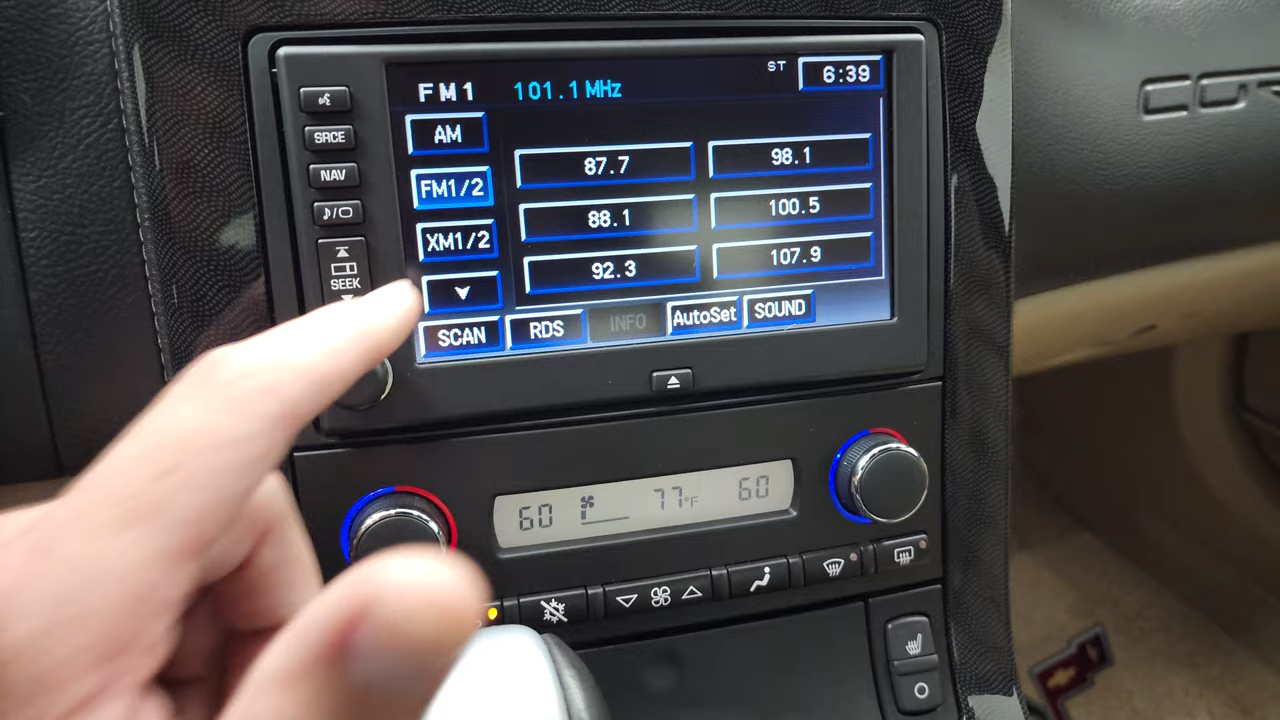 FM1 101.1 MHz ST 6:39
AM
FM1/2
XM1/2
87.7 98.1
88.1 100.5
92.3 107.9
SCAN RDS INFO AutoSet SOUND
SRCE
NAV
SEEK
60 77°F 60
COR